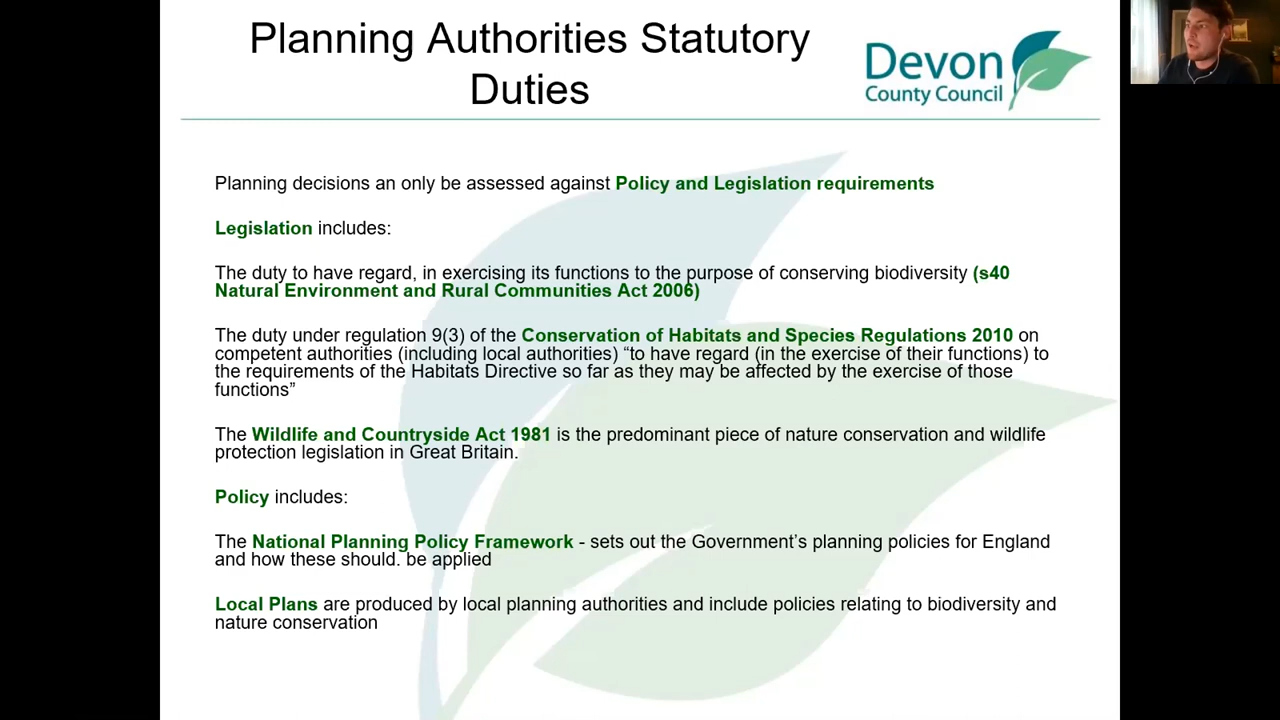 Planning Authorities Statutory
Duties
Devon
County Council
Planning decisions an only be assessed against Policy and Legislation requirements
Legislation includes:
The duty to have regard, in exercising its functions to the purpose of conserving biodiversity (s40
Natural Environment and Rural Communities Act 2006)
The duty under regulation 9(3) of the Conservation of Habitats and Species Regulations 2010 on
competent authorities (including local authorities) “to have regard (in the exercise of their functions) to
the requirements of the Habitats Directive so far as they may be affected by the exercise of those
functions”
The Wildlife and Countryside Act 1981 is the predominant piece of nature conservation and wildlife
protection legislation in Great Britain.
Policy includes:
The National Planning Policy Framework - sets out the Government’s planning policies for England
and how these should. be applied
Local Plans are produced by local planning authorities and include policies relating to biodiversity and
nature conservation